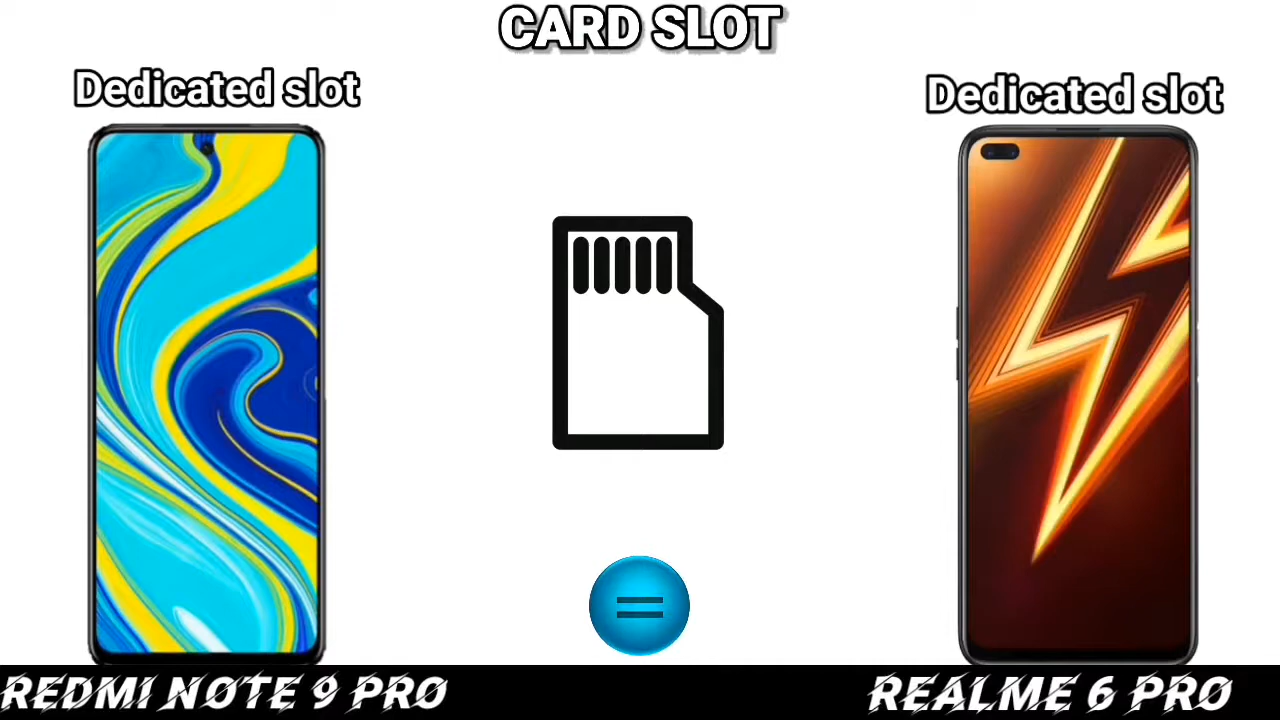 CARD SLOT
Dedicated slot
Dedicated slot
REDMI NOTE 9 PRO
REALME 6 PRO